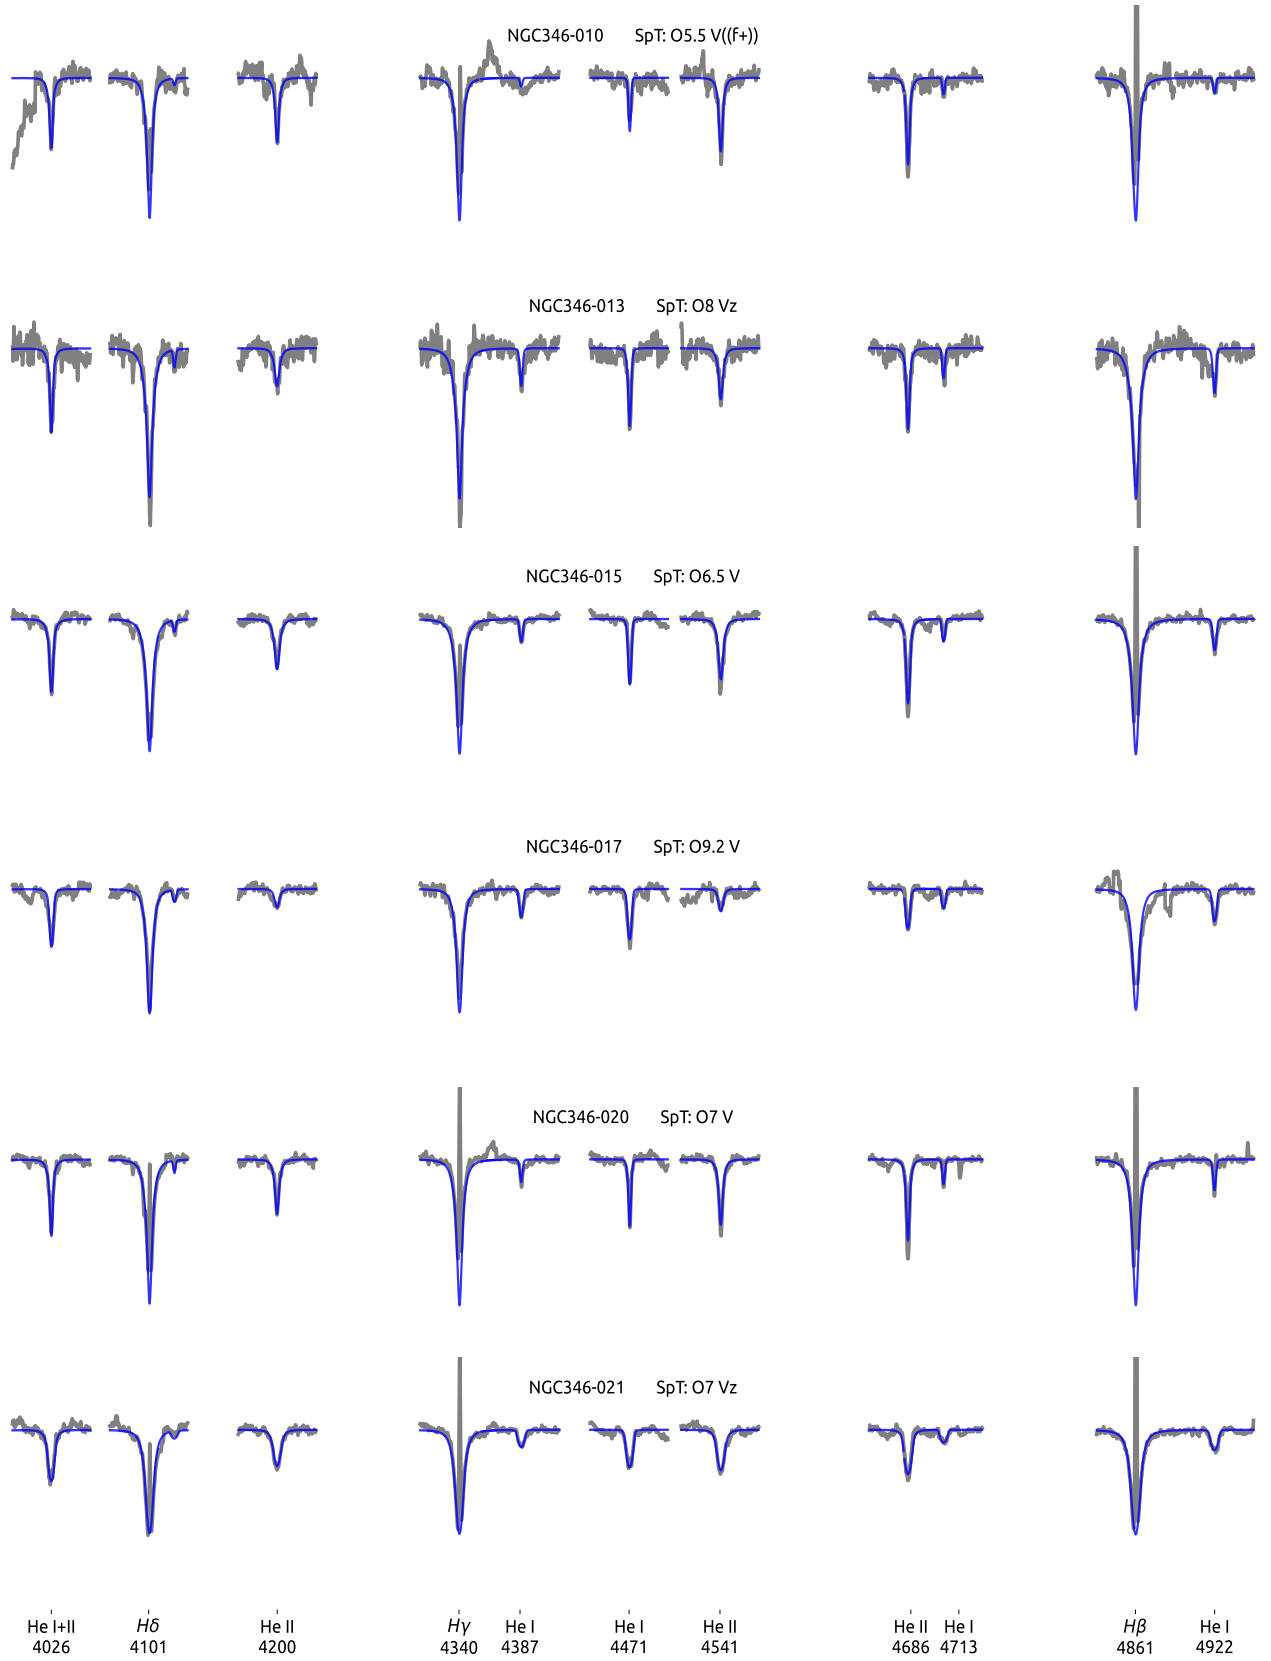 NGC346-010 SpT: O5.5 V((f+))
NGC346-013 SpT: O8 Vz
NGC346-015 SpT: O6.5 V
NGC346-017 SpT: O9.2 V
NGC346-020 SpT: O7 V
NGC346-021 SpT: O7 Vz
He I+II Hδ He II Hγ He I He I He II He II He I Hβ He I
4026 4101 4200 4340 4387 4471 4541 4686 4713 4861 4922